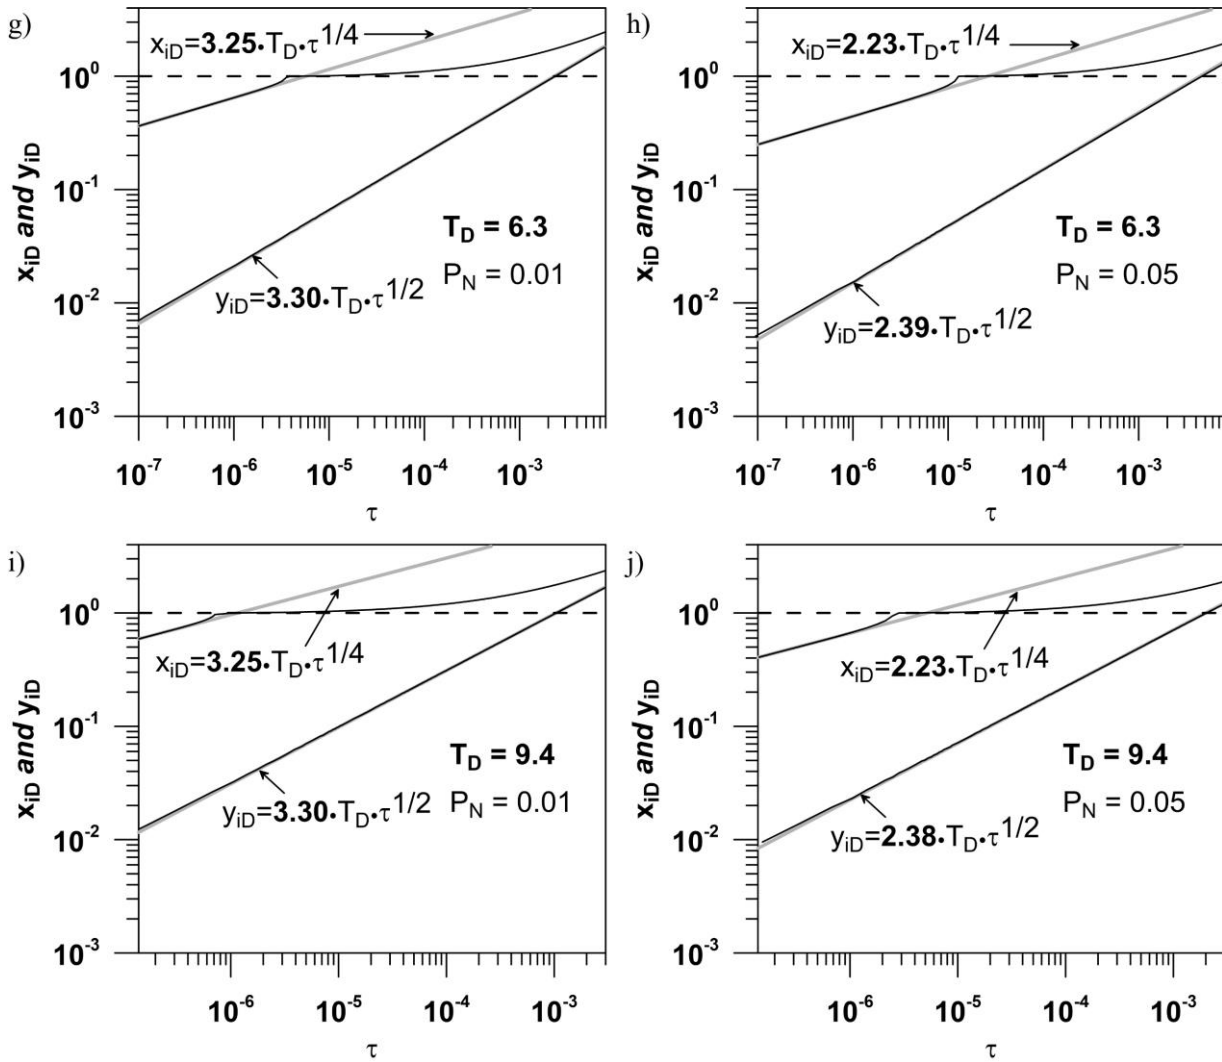 g)
x_iD=3.25·T_D·τ^1/4
10^0
10^-1
10^-2
10^-3
x_iD and y_iD
T_D = 6.3
P_N = 0.01
y_iD=3.30·T_D·τ^1/2
10^-7 10^-6 10^-5 10^-4 10^-3
τ
h)
x_iD=2.23·T_D·τ^1/4
10^0
10^-1
10^-2
10^-3
x_iD and y_iD
T_D = 6.3
P_N = 0.05
y_iD=2.39·T_D·τ^1/2
10^-7 10^-6 10^-5 10^-4 10^-3
τ
i)
10^0
10^-1
10^-2
10^-3
x_iD and y_iD
x_iD=3.25·T_D·τ^1/4
T_D = 9.4
P_N = 0.01
y_iD=3.30·T_D·τ^1/2
10^-6 10^-5 10^-4 10^-3
τ
j)
10^0
10^-1
10^-2
10^-3
x_iD and y_iD
x_iD=2.23·T_D·τ^1/4
T_D = 9.4
P_N = 0.05
y_iD=2.38·T_D·τ^1/2
10^-6 10^-5 10^-4 10^-3
τ